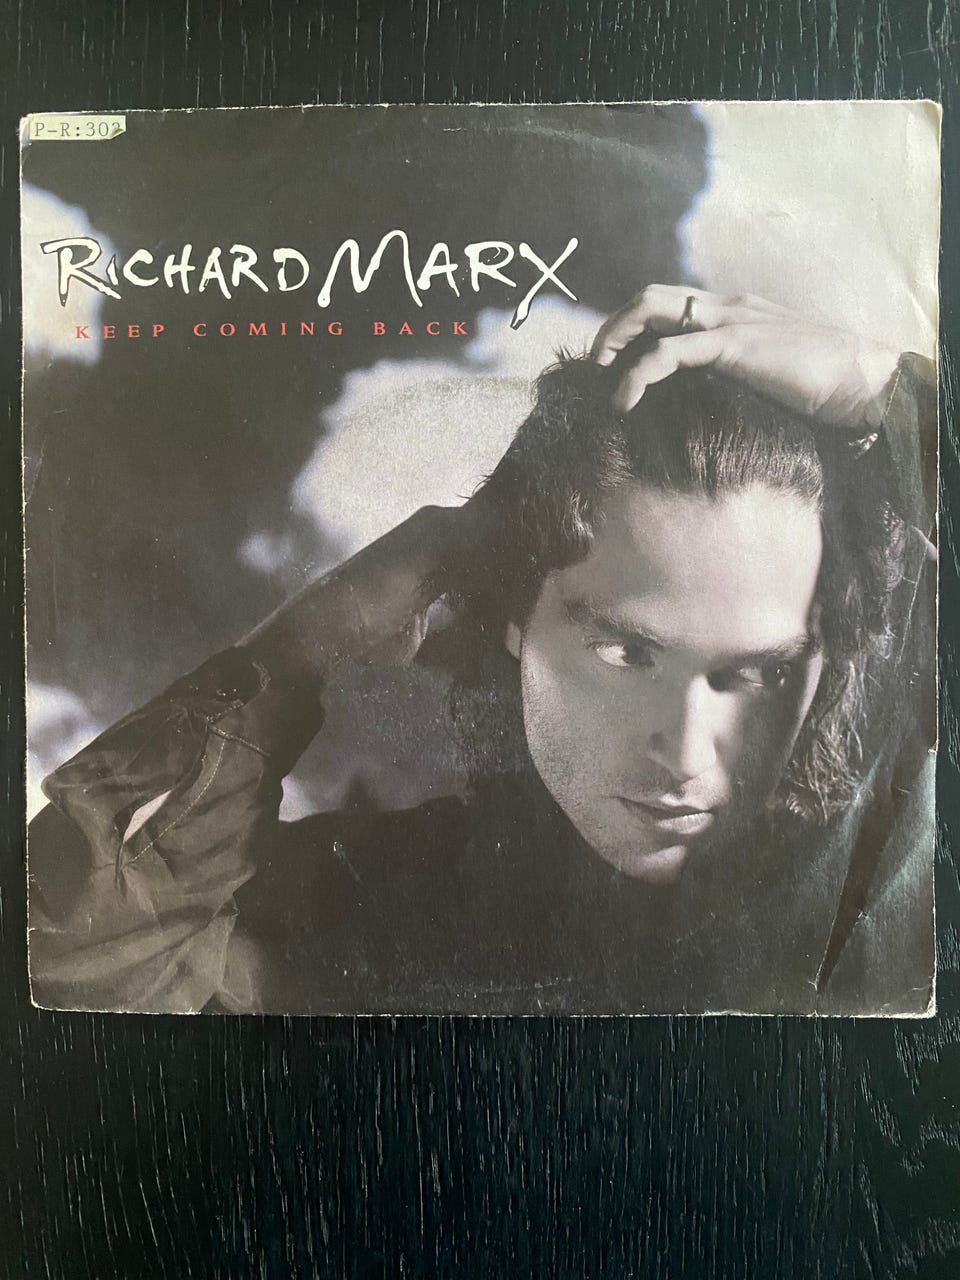 P-R:302
RICHARD MARX
KEEP COMING BACK